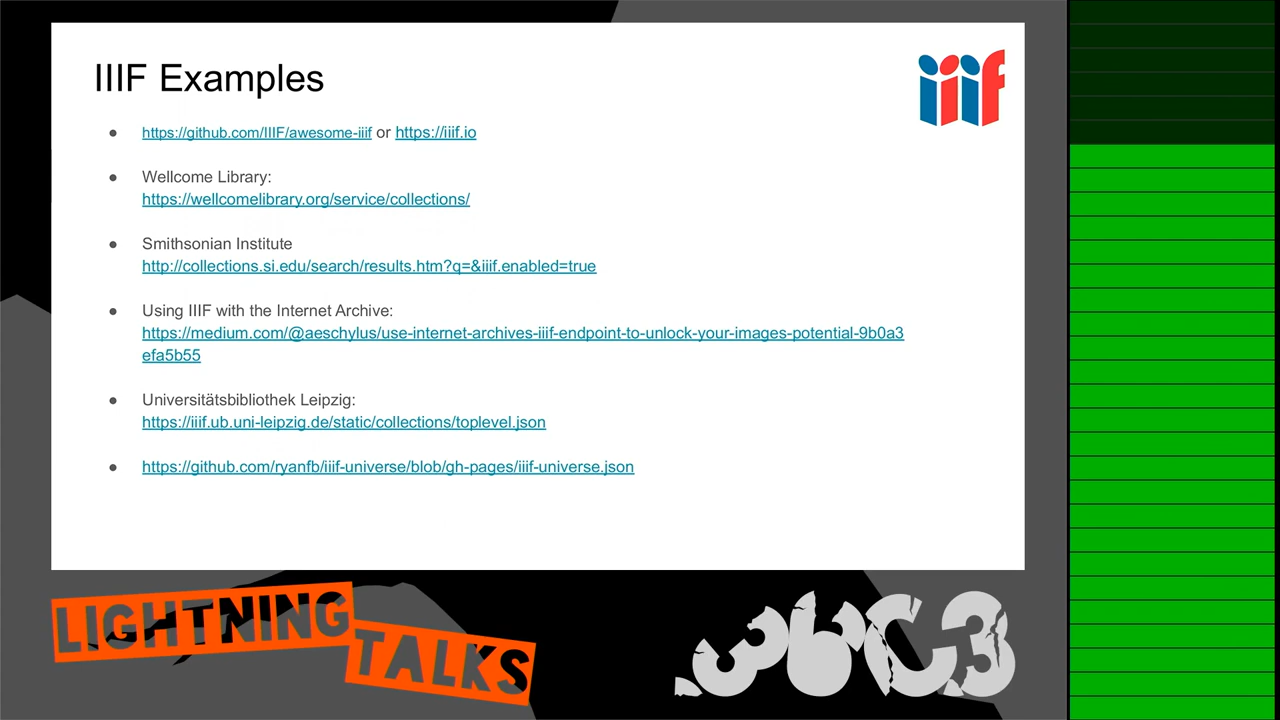 IIIF Examples
iiif
● https://github.com/IIIF/awesome-iiif or https://iiif.io
● Wellcome Library:
https://wellcomelibrary.org/service/collections/
● Smithsonian Institute
http://collections.si.edu/search/results.htm?q=&iiif.enabled=true
● Using IIIF with the Internet Archive:
https://medium.com/@aeschylus/use-internet-archives-iiif-endpoint-to-unlock-your-images-potential-9b0a3
efa5b55
● Universitätsbibliothek Leipzig:
https://iiif.ub.uni-leipzig.de/static/collections/toplevel.json
● https://github.com/ryanfb/iiif-universe/blob/gh-pages/iiif-universe.json
LIGHTNING
TALKS
.36C3